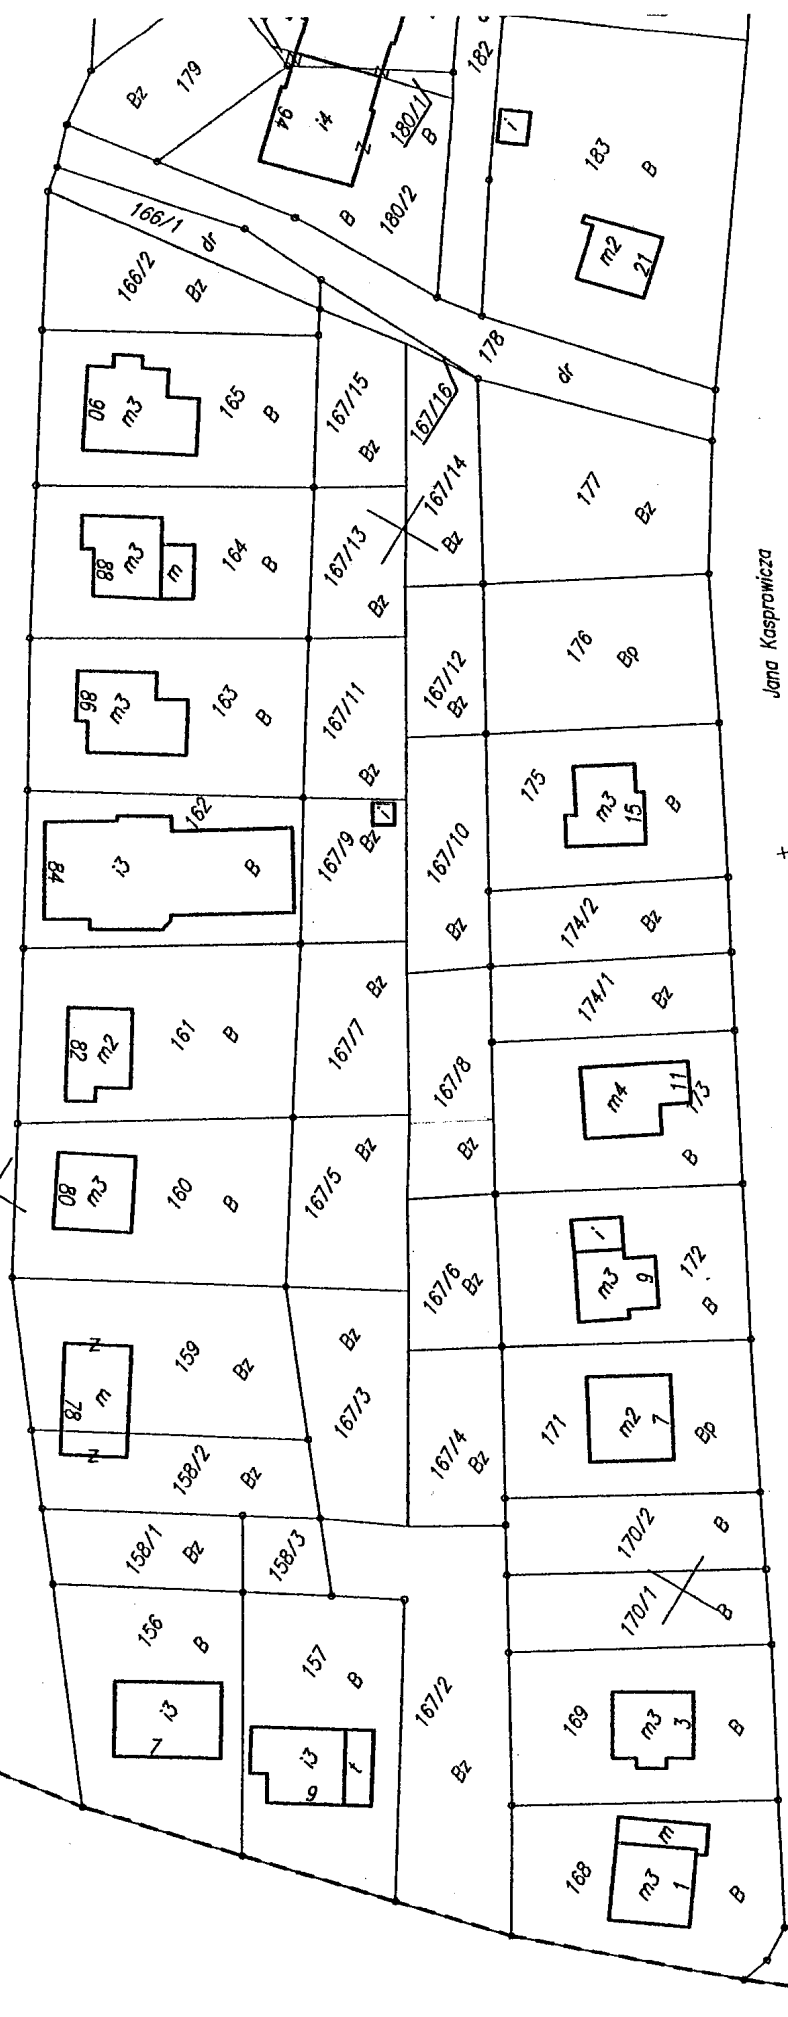 179
Bz
94
i4
z
180/1
B
182
i
183
B
B
180/2
166/1
dr
m2
21
166/2
Bz
178
dr
90
m3
165
B
167/15
Bz
167/16
167/14
Bz
177
Bz
88
m3
m
164
B
167/13
Bz
176
Bp
Jana Kasprowicza
86
m3
163
B
167/11
Bz
167/12
Bz
175
m3
15
B
162
84
i3
B
i
167/9
Bz
167/10
Bz
174/2
Bz
82
m2
161
B
Bz
167/7
174/1
Bz
167/8
Bz
m4
11
173
B
80
m3
160
B
Bz
167/5
167/6
Bz
i
m3
9
172
B
z
78
m
z
159
Bz
Bz
167/3
171
m2
7
Bp
158/2
Bz
167/4
Bz
158/1
Bz
158/3
170/2
B
170/1
B
156
B
157
B
167/2
Bz
i3
7
i3
9
t
169
m3
3
B
168
m
m3
1
B